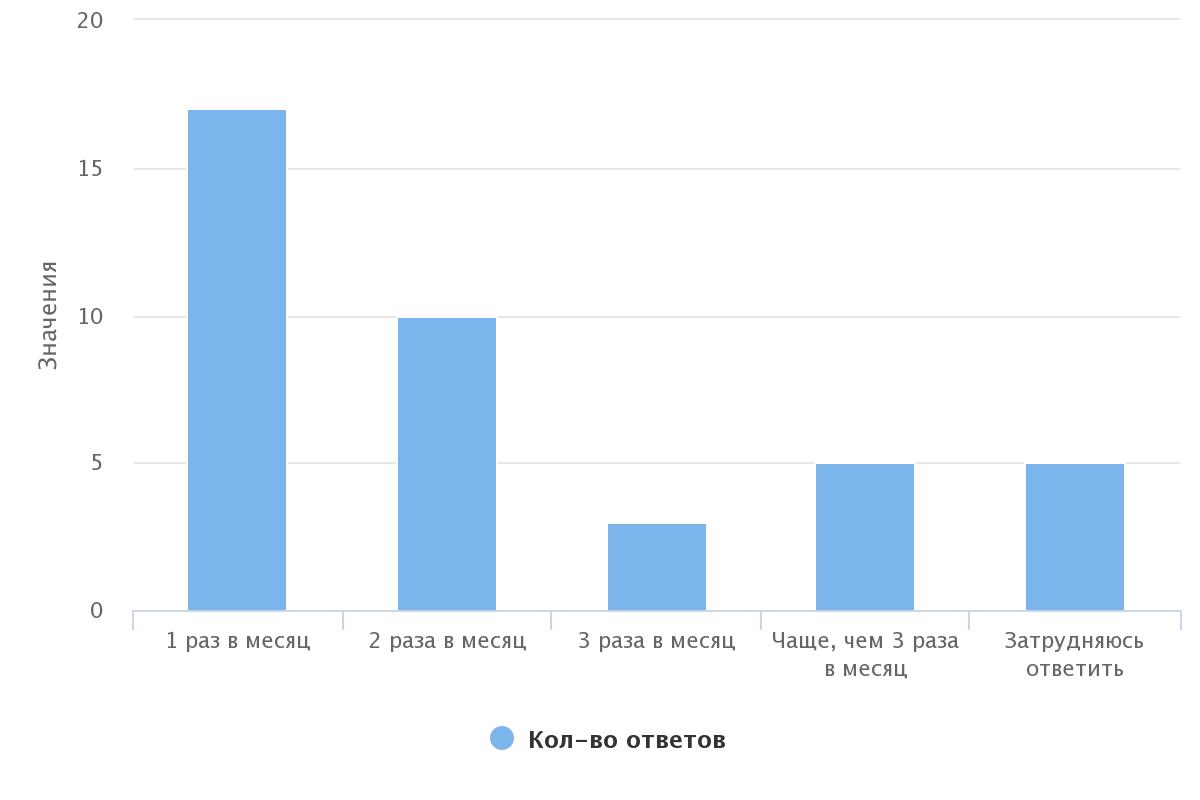 20
15
10
5
0
Значения
1 раз в месяц
2 раза в месяц
3 раза в месяц
Чаще, чем 3 раза
в месяц
Затрудняюсь
ответить
Кол-во ответов